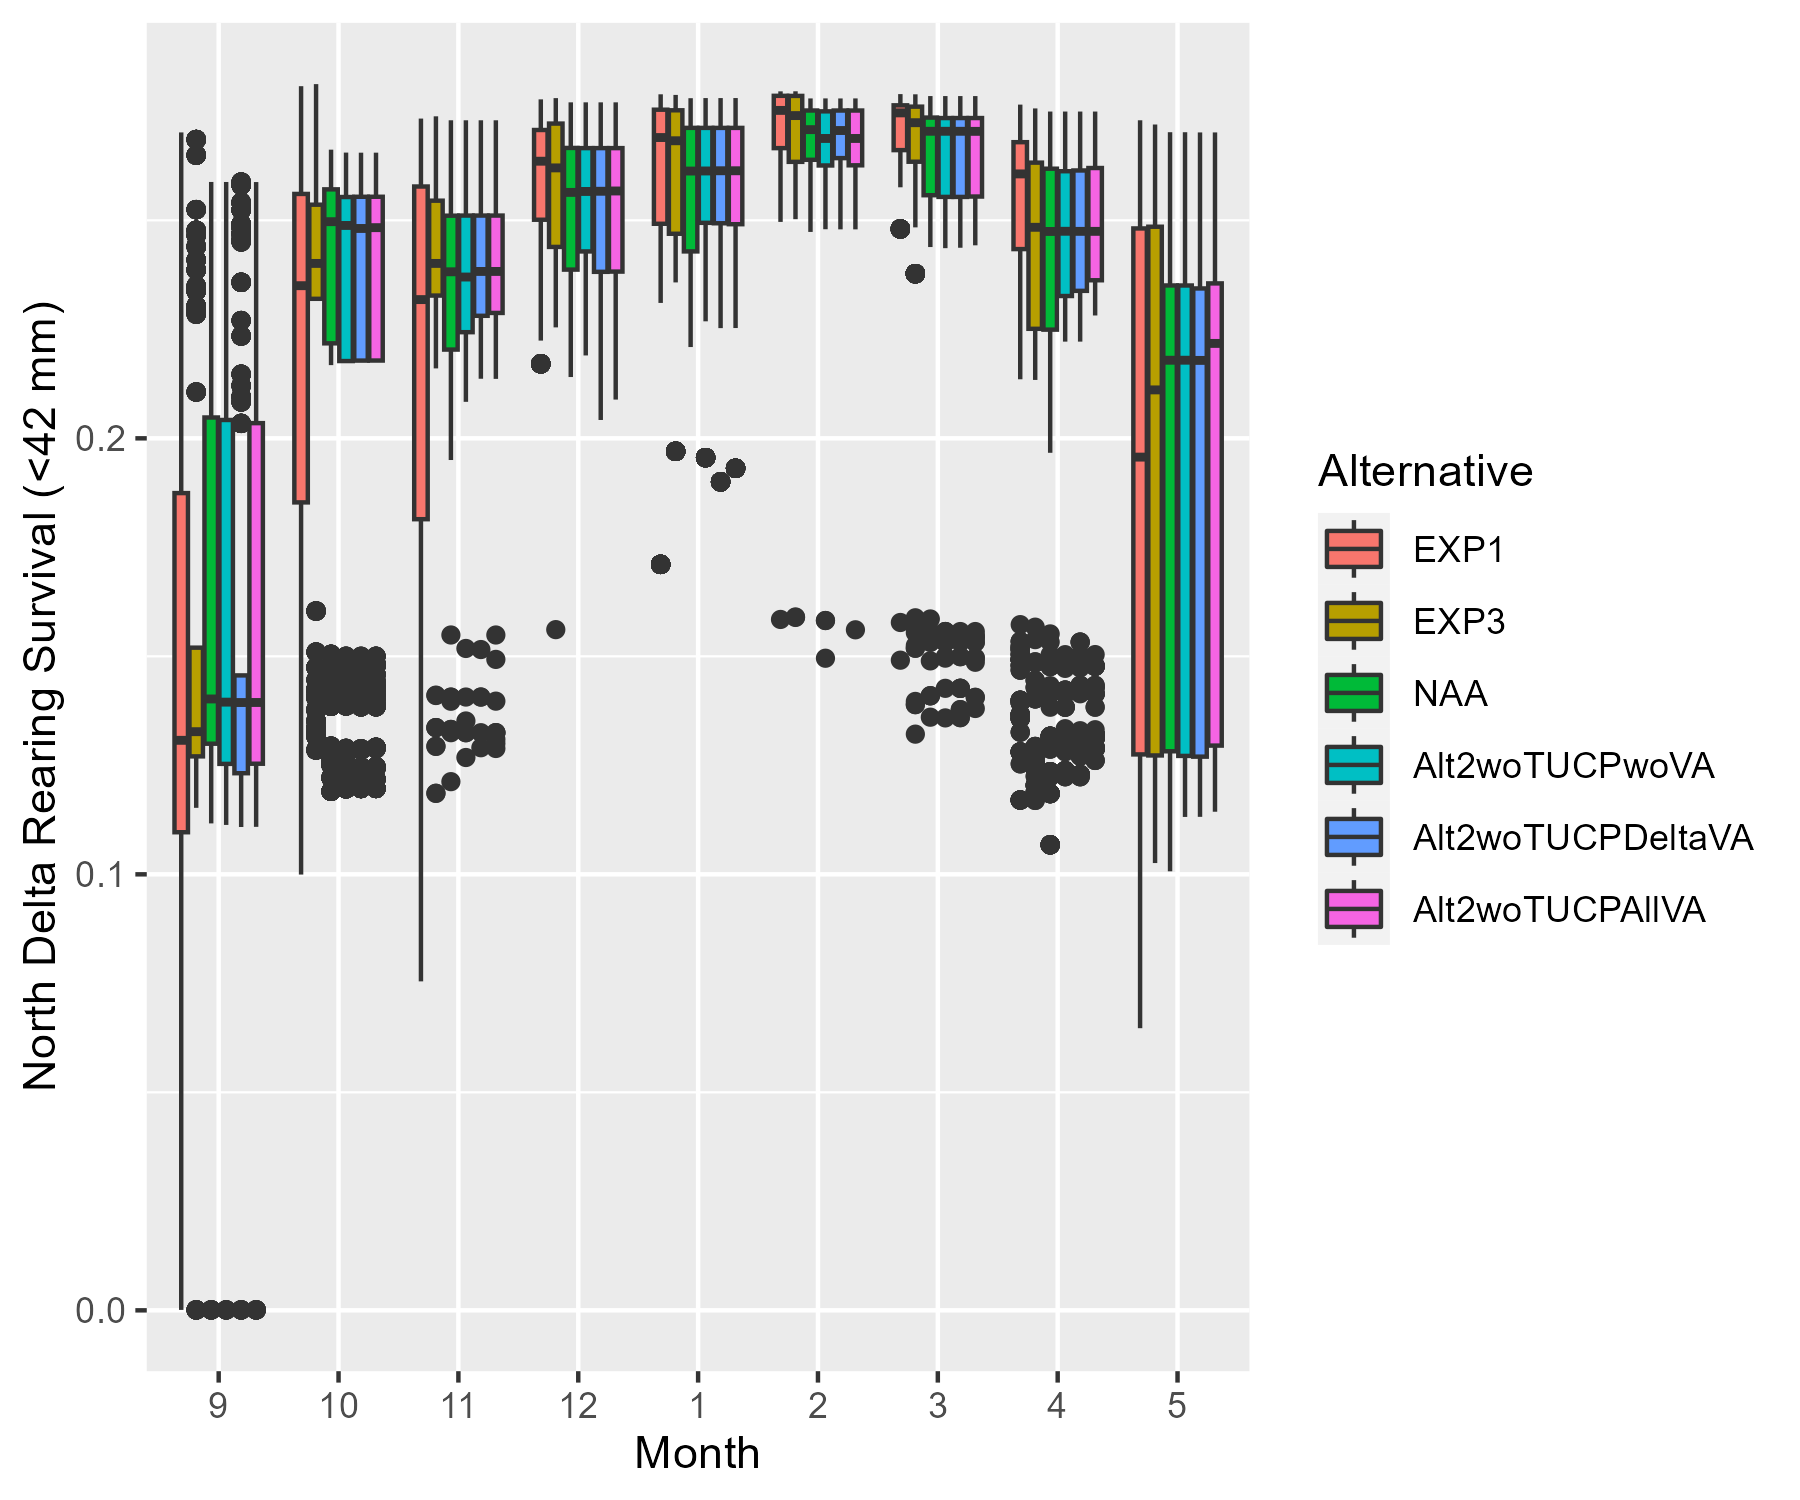 North Delta Rearing Survival (<42 mm)
0.2
0.1
0.0
9 10 11 12 1 2 3 4 5
Month
Alternative
EXP1
EXP3
NAA
Alt2woTUCPwoVA
Alt2woTUCPDeltaVA
Alt2woTUCPAllVA